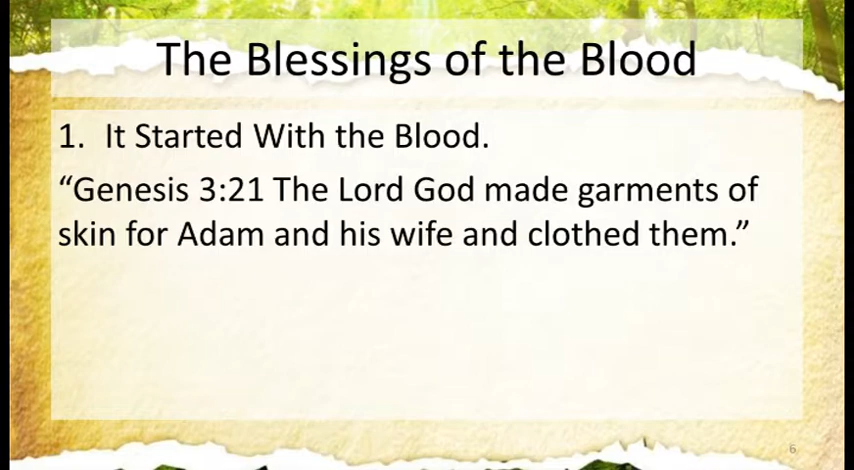 The Blessings of the Blood
1. It Started With the Blood.
“Genesis 3:21 The Lord God made garments of
skin for Adam and his wife and clothed them.”
6